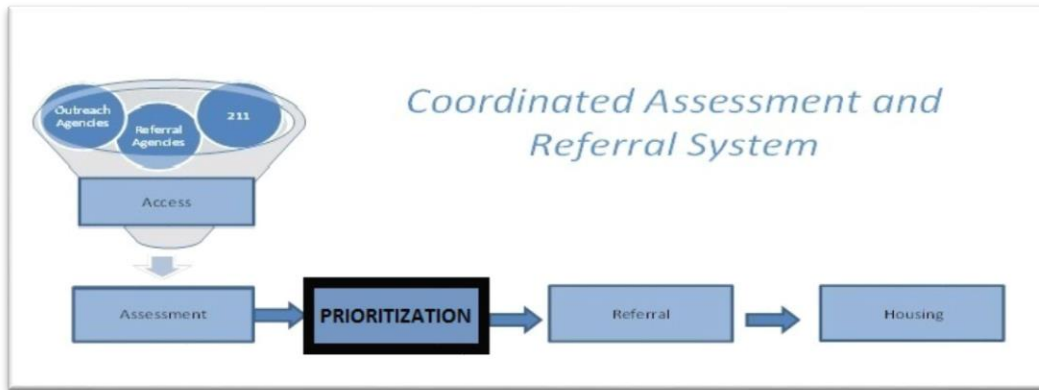 Coordinated Assessment and
Referral System
Outreach
Agencies
Referral
Agencies
211
Access
Assessment
PRIORITIZATION
Referral
Housing